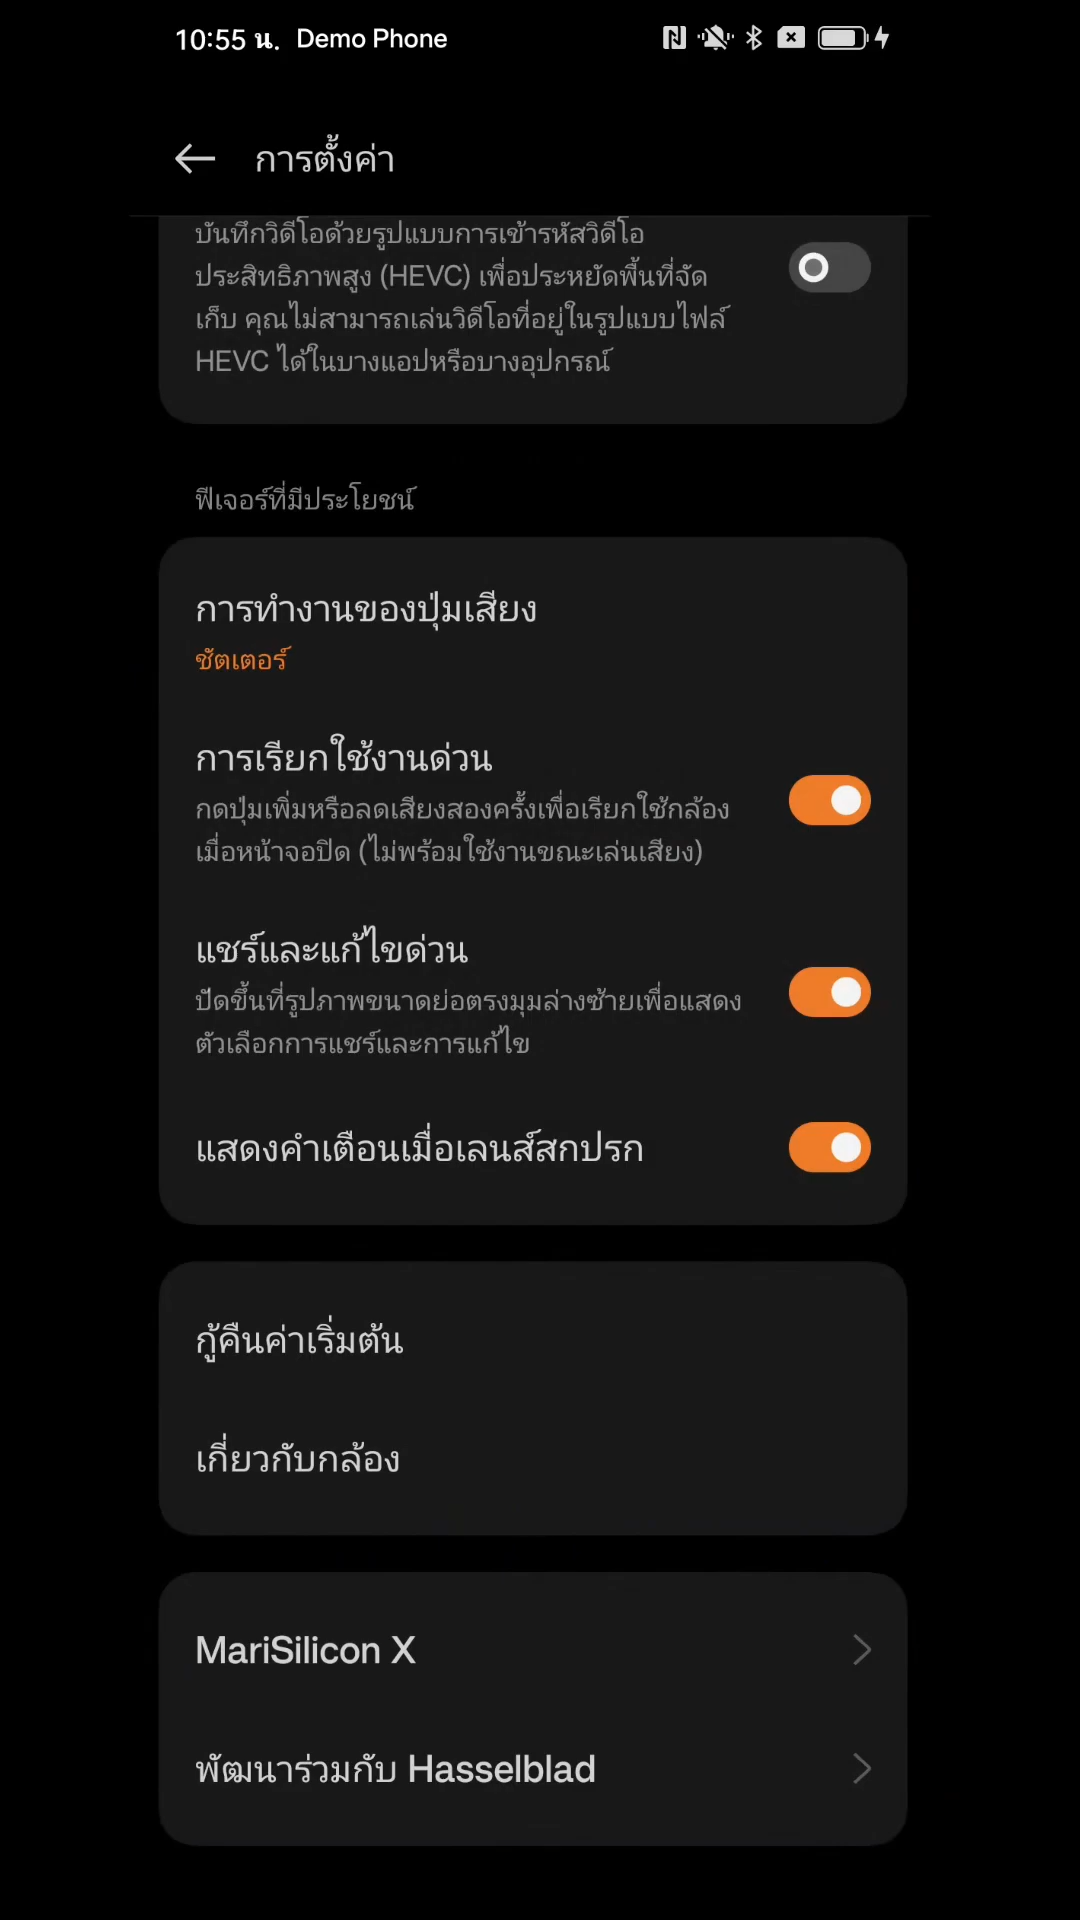 10:55 น. Demo Phone
การตั้งค่า
บันทึกวิดีโอด้วยรูปแบบการเข้ารหัสวิดีโอ
ประสิทธิภาพสูง (HEVC) เพื่อประหยัดพื้นที่จัด
เก็บ คุณไม่สามารถเล่นวิดีโอที่อยู่ในรูปแบบไฟล์
HEVC ได้ในบางแอปหรือบางอุปกรณ์
ฟีเจอร์ที่มีประโยชน์
การทำงานของปุ่มเสียง
ชัตเตอร์
การเรียกใช้งานด่วน
กดปุ่มเพิ่มหรือลดเสียงสองครั้งเพื่อเรียกใช้กล้อง
เมื่อหน้าจอปิด (ไม่พร้อมใช้งานขณะเล่นเสียง)
แชร์และแก้ไขด่วน
ปัดขึ้นที่รูปภาพขนาดย่อตรงมุมล่างซ้ายเพื่อแสดง
ตัวเลือกการแชร์และการแก้ไข
แสดงคำเตือนเมื่อเลนส์สกปรก
กู้คืนค่าเริ่มต้น
เกี่ยวกับกล้อง
MariSilicon X
พัฒนาร่วมกับ Hasselblad